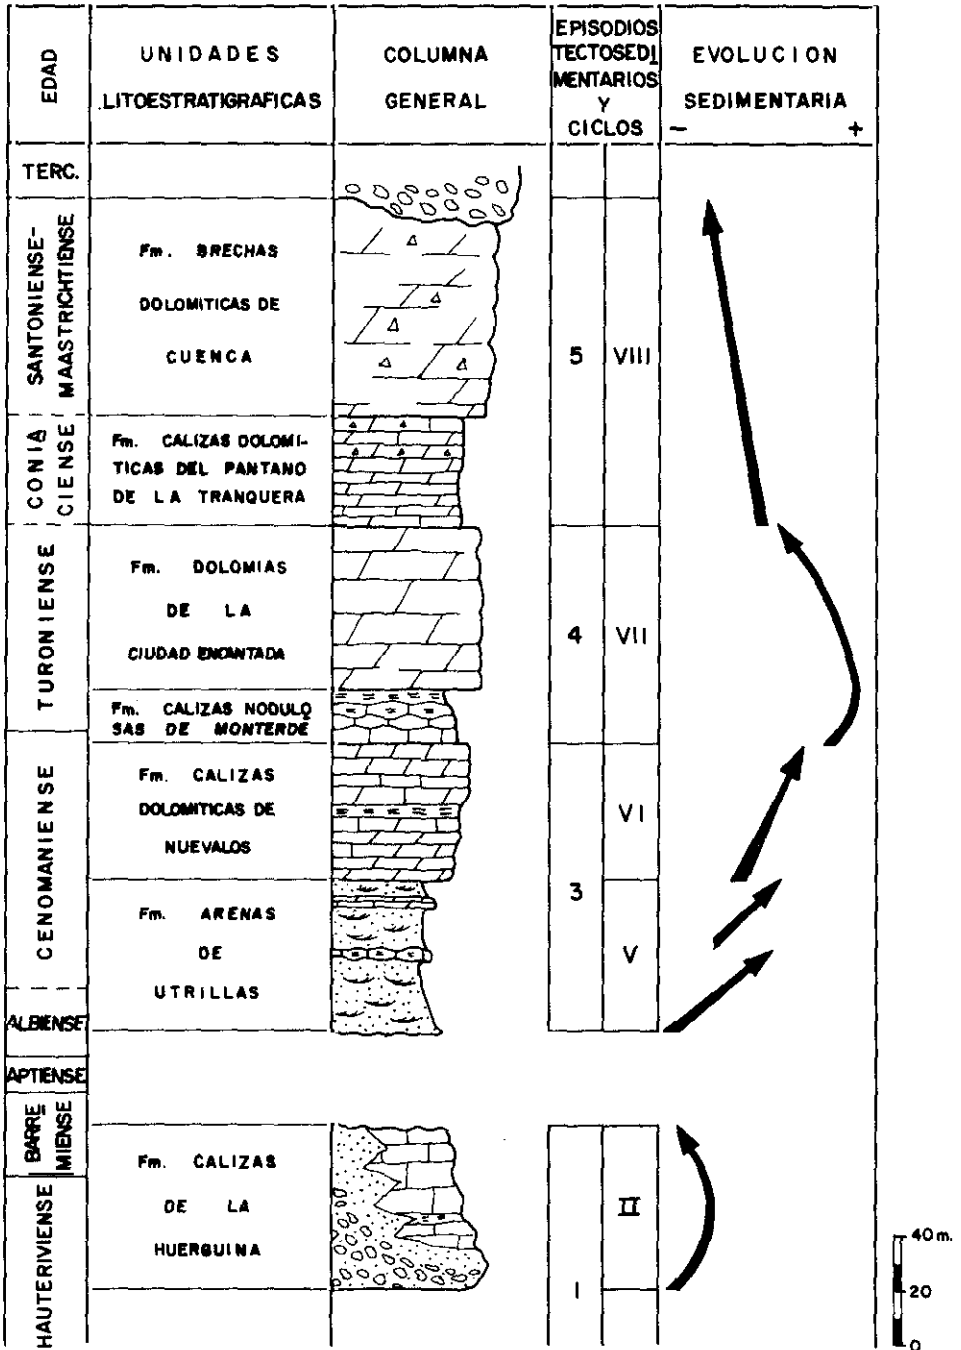 EDAD
UNIDADES
LITOESTRATIGRAFICAS
COLUMNA
GENERAL
EPISODIOS
TECTOSEDI
MENTARIOS
Y
CICLOS
EVOLUCION
SEDIMENTARIA
− +
TERC.
SANTONIENSE-
MAASTRICHTIENSE
Fm. BRECHAS
DOLOMITICAS DE
CUENCA
5 VIII
CONIA
CIENSE
Fm. CALIZAS DOLOMI-
TICAS DEL PANTANO
DE LA TRANQUERA
TURONIENSE
Fm. DOLOMIAS
DE LA
CIUDAD ENCANTADA
4 VII
Fm. CALIZAS NODULO
SAS DE MONTERDE
CENOMANIENSE
Fm. CALIZAS
DOLOMITICAS DE
NUEVALOS
VI
3
Fm. ARENAS
DE
UTRILLAS
V
ALBIENSE
APTIENSE
BARRE
MIENSE
HAUTERIVIENSE
Fm. CALIZAS
DE LA
HUERGUINA
II
1
40 m.
20
0